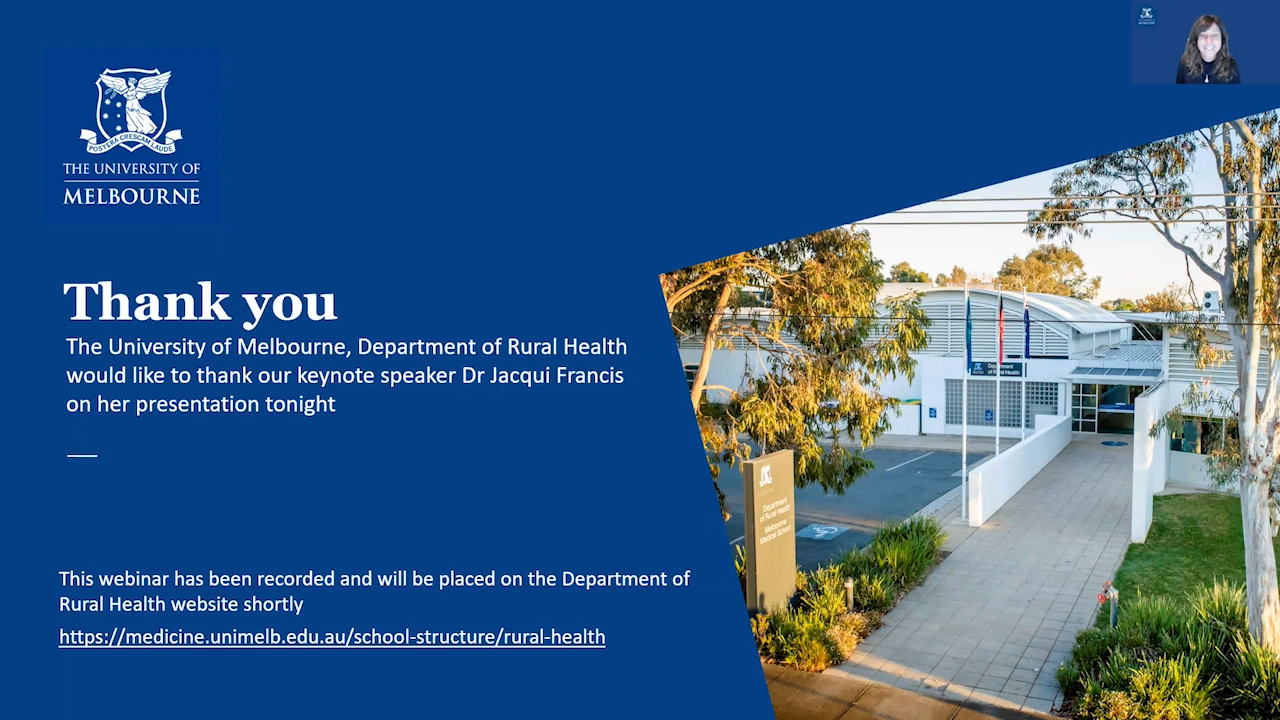 POSTERA CRESCAM LAUDE
THE UNIVERSITY OF
MELBOURNE
Thank you
The University of Melbourne, Department of Rural Health
would like to thank our keynote speaker Dr Jacqui Francis
on her presentation tonight
This webinar has been recorded and will be placed on the Department of
Rural Health website shortly
https://medicine.unimelb.edu.au/school-structure/rural-health
Department
of Rural Health
Department
of Rural Health
Melbourne
Medical School